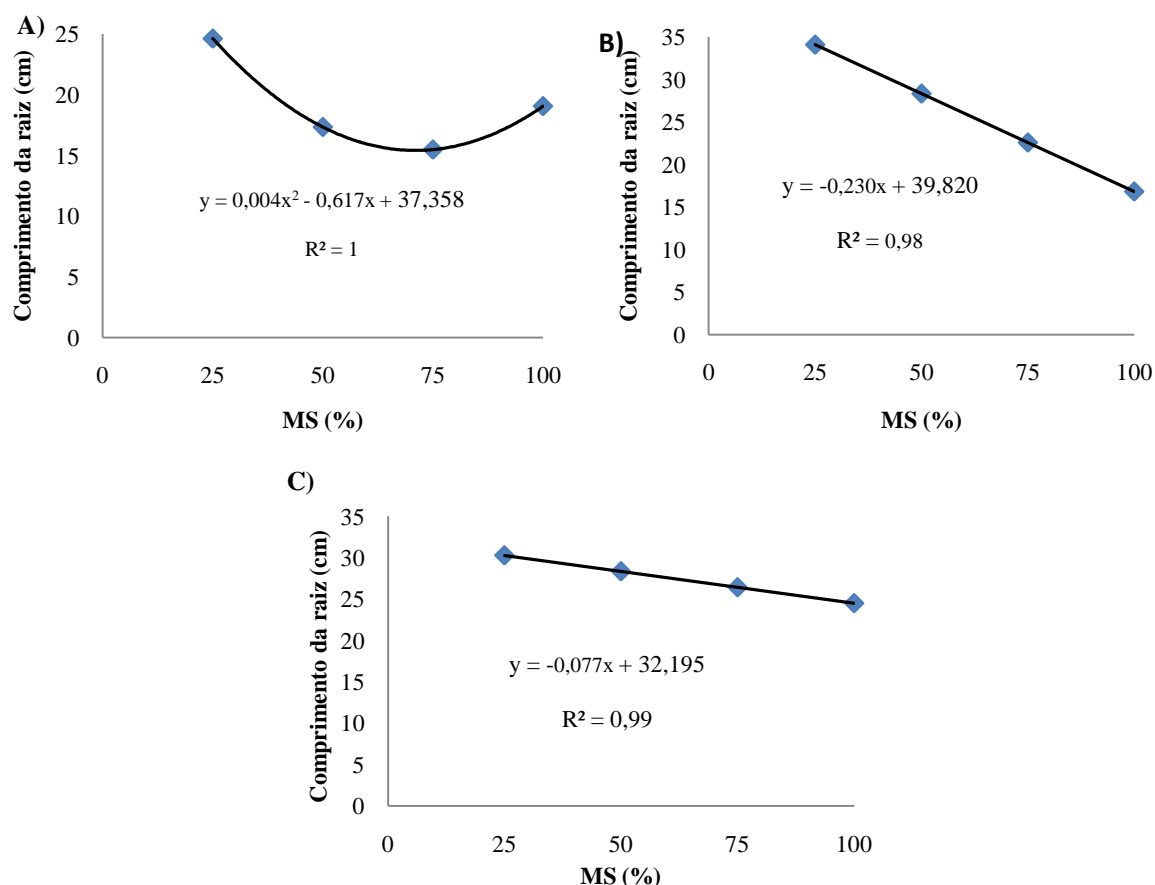 A)
Comprimento da raiz (cm)
25
20
15
10
5
0
y = 0,004x² - 0,617x + 37,358
R² = 1
0 25 50 75 100
MS (%)
B)
Comprimento da raiz (cm)
35
30
25
20
15
10
5
0
y = -0,230x + 39,820
R² = 0,98
0 25 50 75 100
MS (%)
C)
Comprimento da raiz (cm)
35
30
25
20
15
10
5
0
y = -0,077x + 32,195
R² = 0,99
0 25 50 75 100
MS (%)